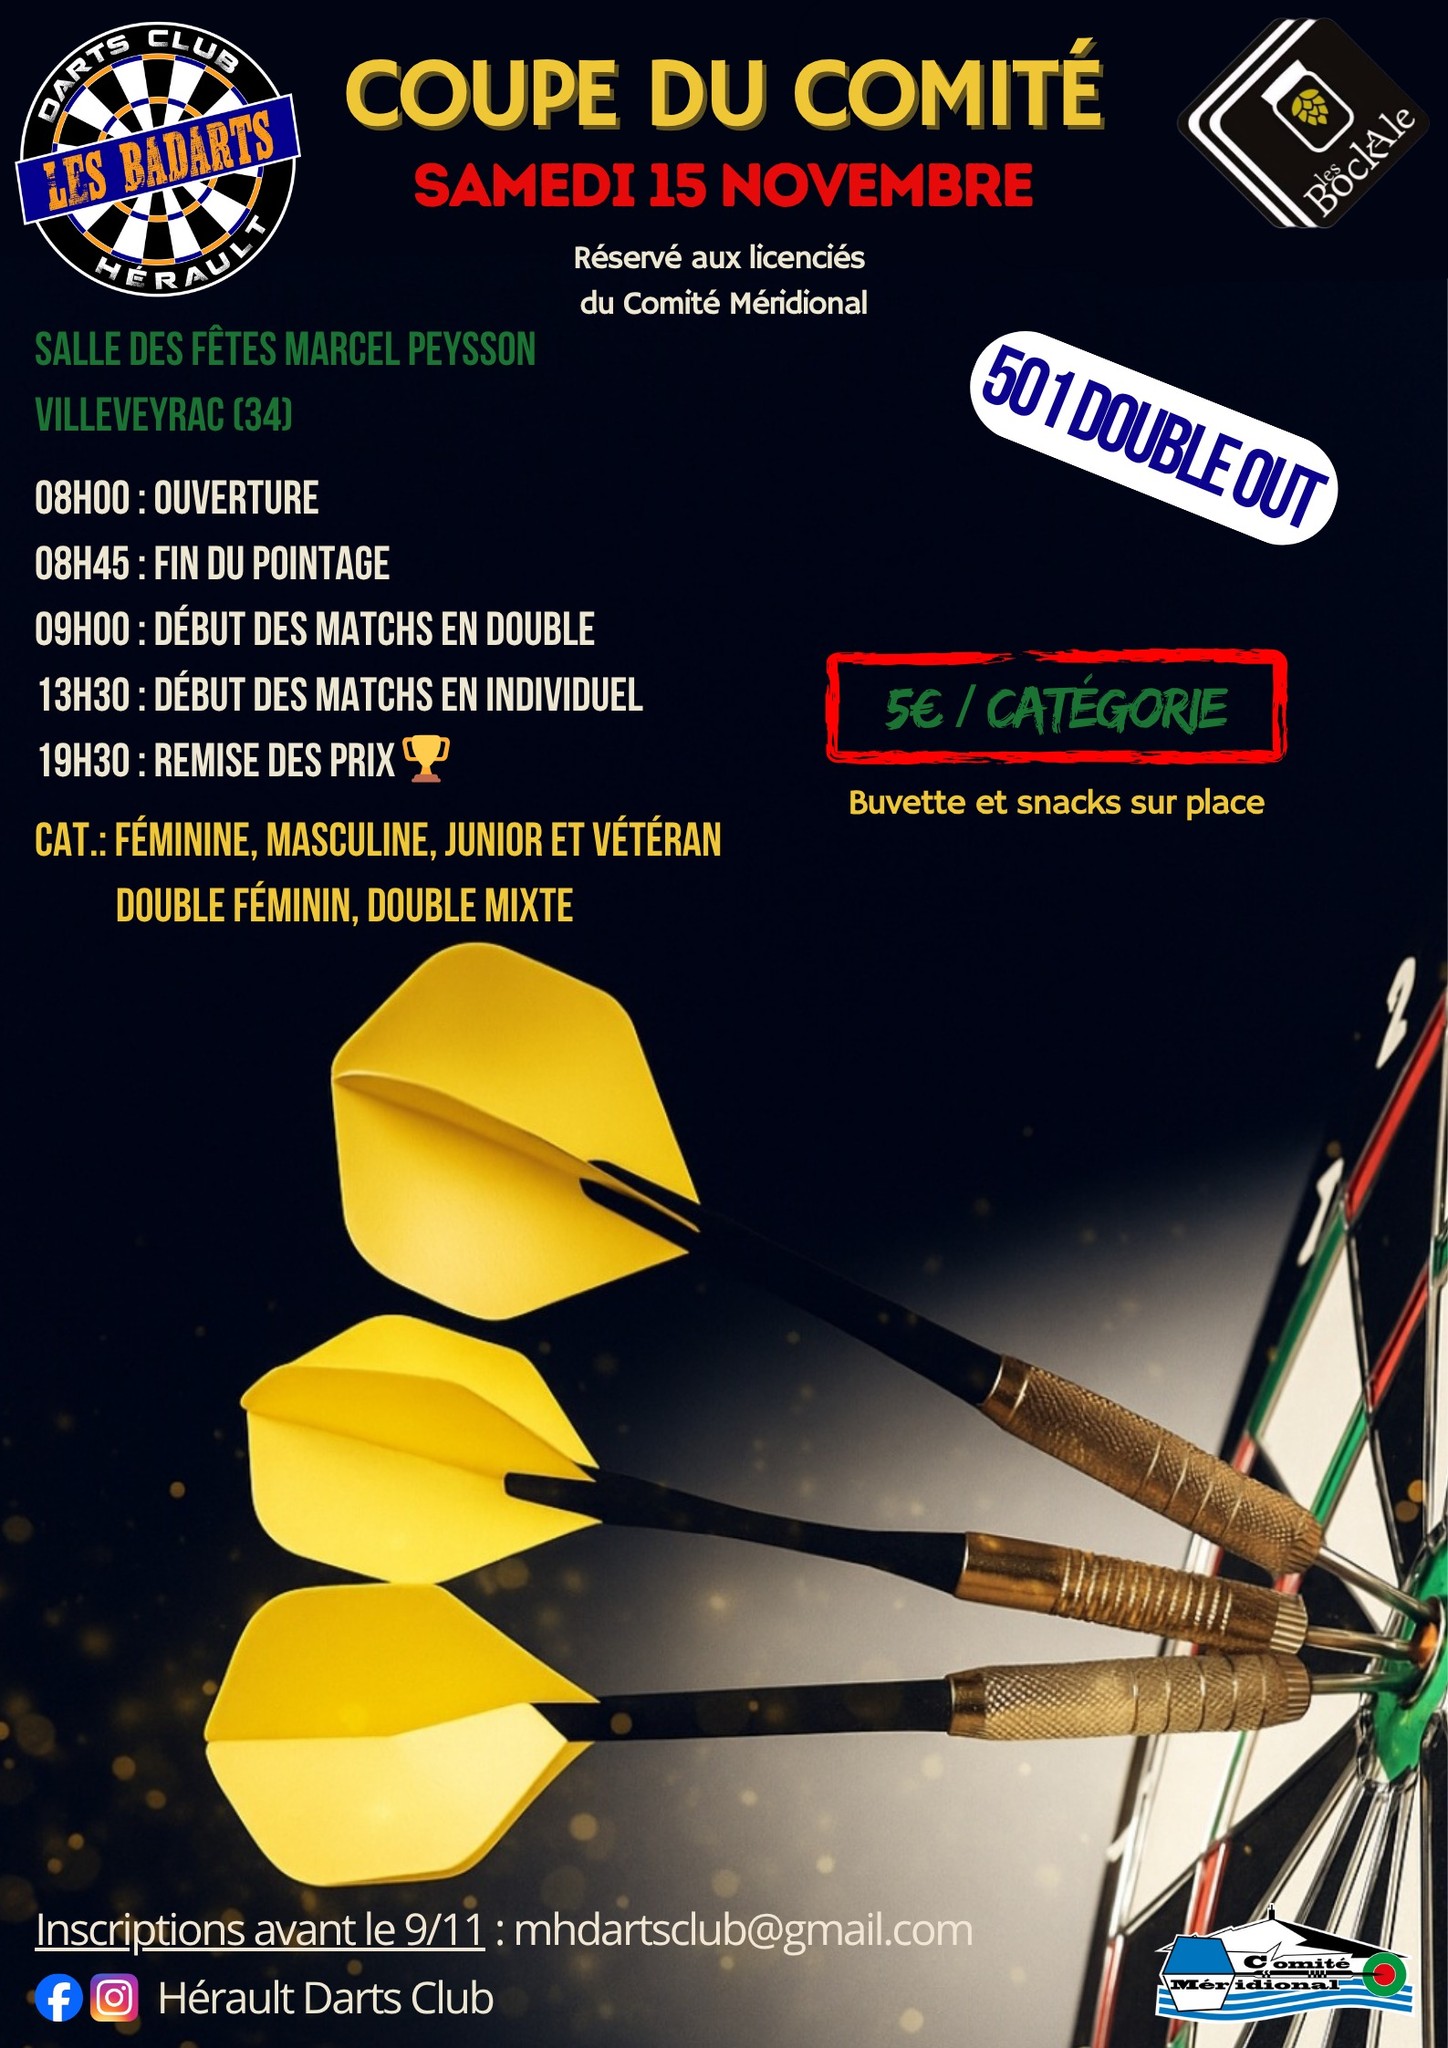 DARTS CLUB
LES BADARTS
HÉRAULT
COUPE DU COMITÉ
SAMEDI 15 NOVEMBRE
les
BOCKALE
Réservé aux licenciés
du Comité Méridional
SALLE DES FÊTES MARCEL PEYSSON
VILLEVEYRAC (34)
501 DOUBLE OUT
08H00 : OUVERTURE
08H45 : FIN DU POINTAGE
09H00 : DÉBUT DES MATCHS EN DOUBLE
13H30 : DÉBUT DES MATCHS EN INDIVIDUEL
19H30 : REMISE DES PRIX
5€ / CATÉGORIE
Buvette et snacks sur place
CAT.: FÉMININE, MASCULINE, JUNIOR ET VÉTÉRAN
DOUBLE FÉMININ, DOUBLE MIXTE
2
1
Inscriptions avant le 9/11 : mhdartsclub@gmail.com
Hérault Darts Club
Comité
Méridional